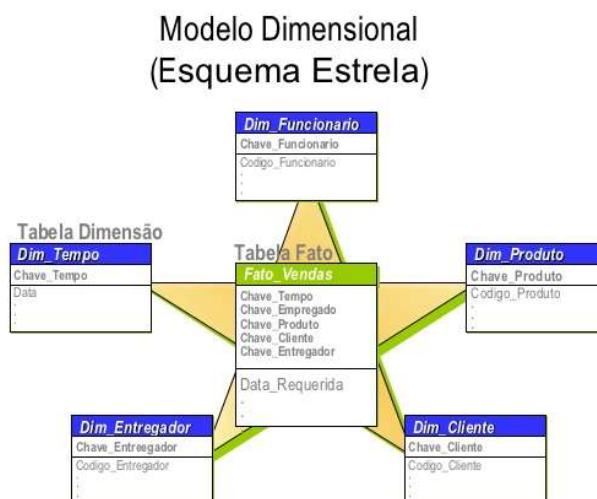 Modelo Dimensional
(Esquema Estrela)
Dim_Funcionario
Chave_Funcionario
Codigo_Funcionario
:
:
Tabela Dimensão
Dim_Tempo
Chave_Tempo
Data
:
:
Tabela Fato
Fato_Vendas
Chave_Tempo
Chave_Empregado
Chave_Produto
Chave_Cliente
Chave_Entregador
Data_Requerida
:
Dim_Produto
Chave_Produto
Codigo_Produto
:
:
Dim_Entregador
Chave_Entreegador
Codigo_Entregador
:
:
Dim_Cliente
Chave_Cliente
Codigo_Cliente
:
: